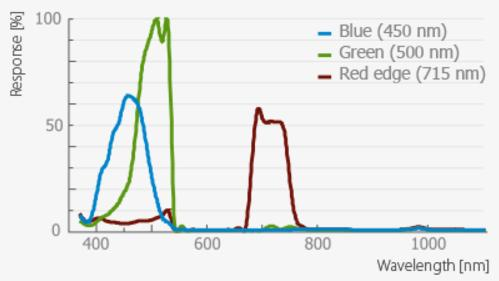 Response [%]
100
50
0
Blue (450 nm)
Green (500 nm)
Red edge (715 nm)
400 600 800 1000
Wavelength [nm]